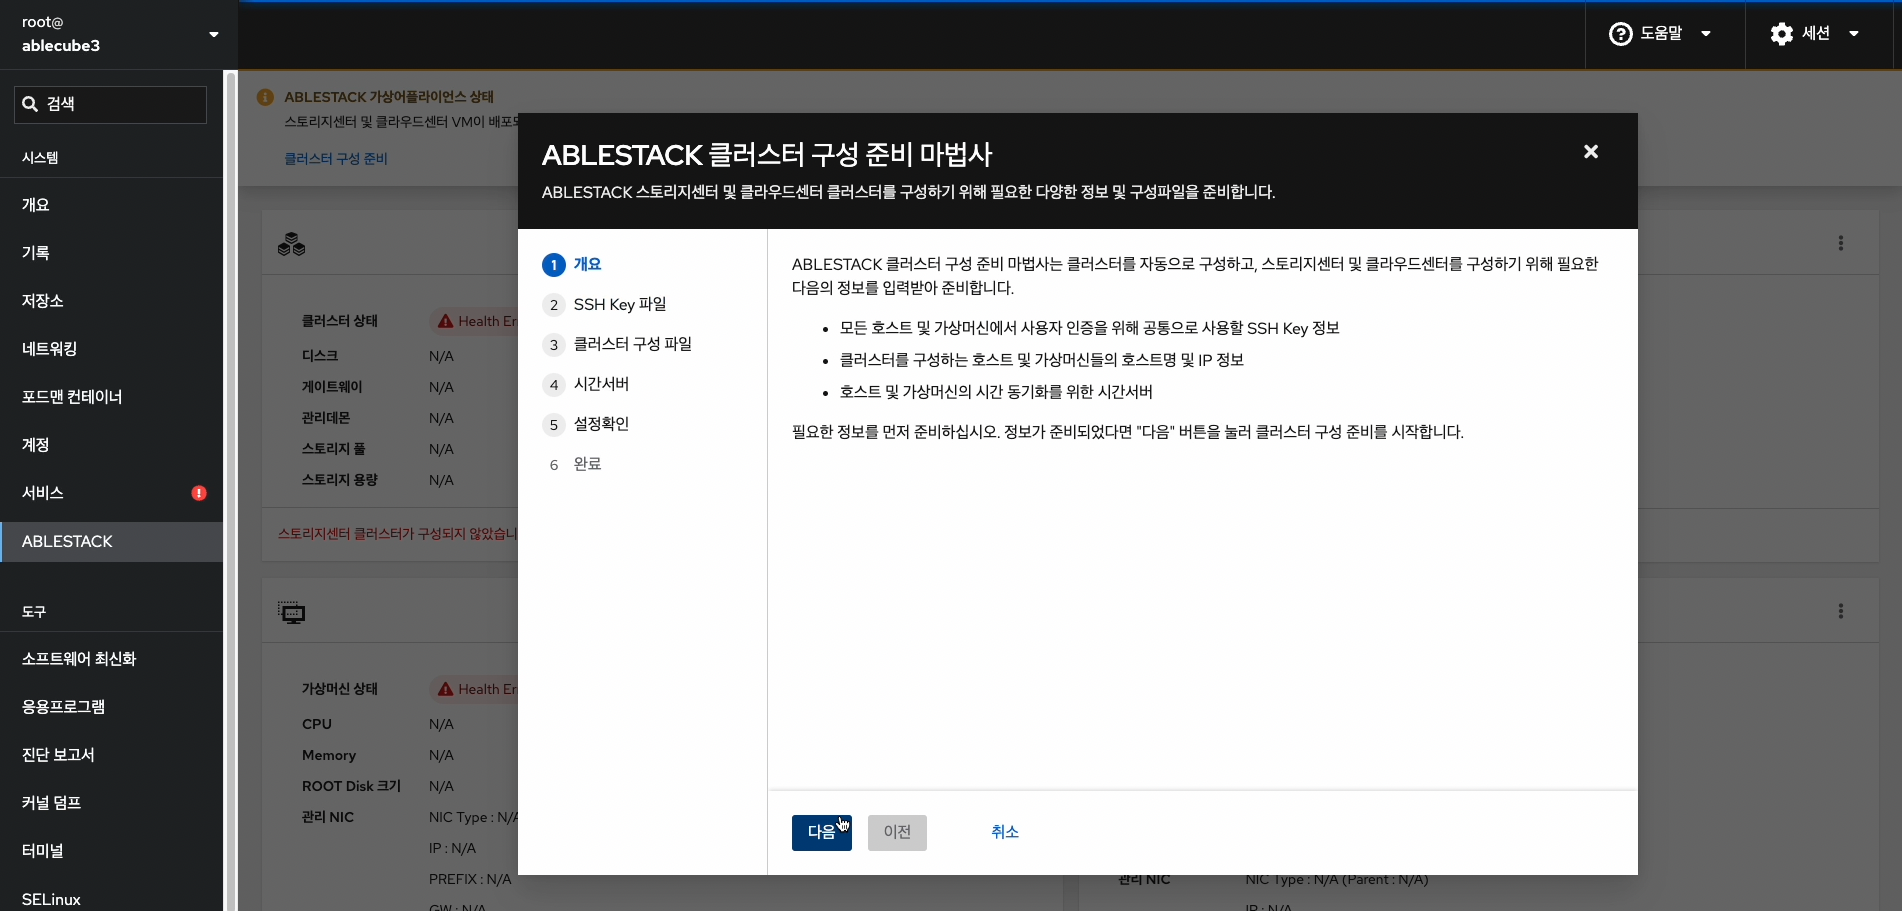 root@
ablecube3
도움말
세션
검색
시스템
개요
기록
저장소
네트워킹
포드맨 컨테이너
계정
서비스
ABLESTACK
도구
소프트웨어 최신화
응용프로그램
진단 보고서
커널 덤프
터미널
SELinux
ABLESTACK 가상어플라이언스 상태
스토리지센터 및 클라우드센터 VM이 배포되
클러스터 구성 준비
클러스터 상태 Health Er
디스크 N/A
게이트웨이 N/A
관리데몬 N/A
스토리지 풀 N/A
스토리지 용량 N/A
스토리지센터 클러스터가 구성되지 않았습니
가상머신 상태 Health Er
CPU N/A
Memory N/A
ROOT Disk 크기 N/A
관리 NIC NIC Type : N/A
IP : N/A
PREFIX : N/A
GW : N/A
ABLESTACK 클러스터 구성 준비 마법사
ABLESTACK 스토리지센터 및 클라우드센터 클러스터를 구성하기 위해 필요한 다양한 정보 및 구성파일을 준비합니다.
1 개요
2 SSH Key 파일
3 클러스터 구성 파일
4 시간서버
5 설정확인
6 완료
ABLESTACK 클러스터 구성 준비 마법사는 클러스터를 자동으로 구성하고, 스토리지센터 및 클라우드센터를 구성하기 위해 필요한
다음의 정보를 입력받아 준비합니다.
• 모든 호스트 및 가상머신에서 사용자 인증을 위해 공통으로 사용할 SSH Key 정보
• 클러스터를 구성하는 호스트 및 가상머신들의 호스트명 및 IP 정보
• 호스트 및 가상머신의 시간 동기화를 위한 시간서버
필요한 정보를 먼저 준비하십시오. 정보가 준비되었다면 "다음" 버튼을 눌러 클러스터 구성 준비를 시작합니다.
다음 이전 취소
관리 NIC NIC Type : N/A (Parent : N/A)
IP : N/A